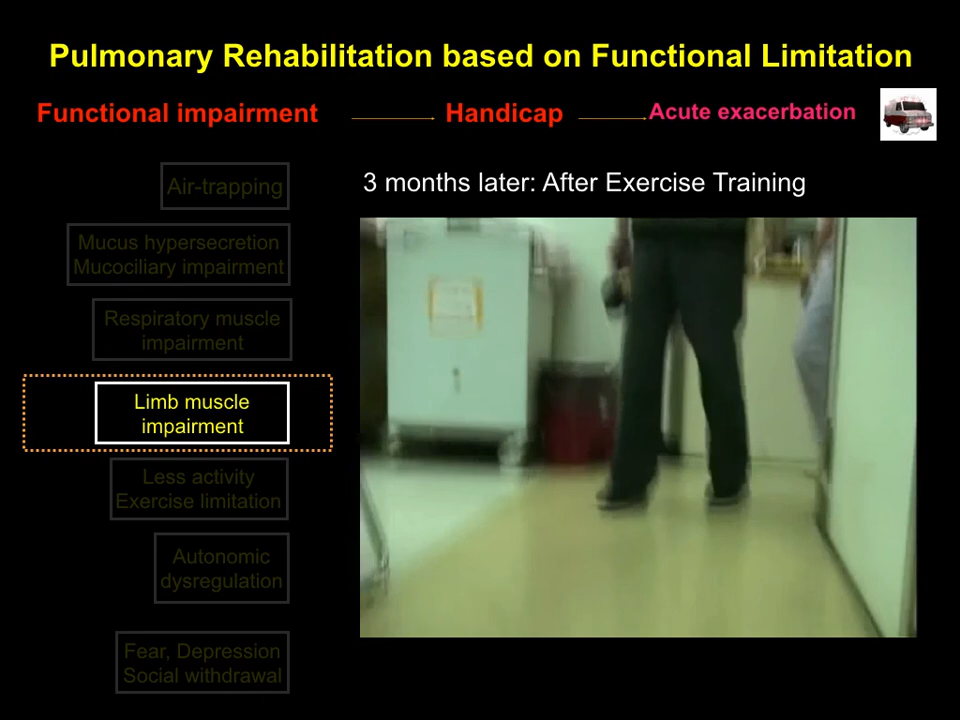 Pulmonary Rehabilitation based on Functional Limitation
Functional impairment
Handicap
Acute exacerbation
Air-trapping
Mucus hypersecretion
Mucociliary impairment
Respiratory muscle
impairment
Limb muscle
impairment
Less activity
Exercise limitation
Autonomic
dysregulation
Fear, Depression
Social withdrawal
3 months later: After Exercise Training